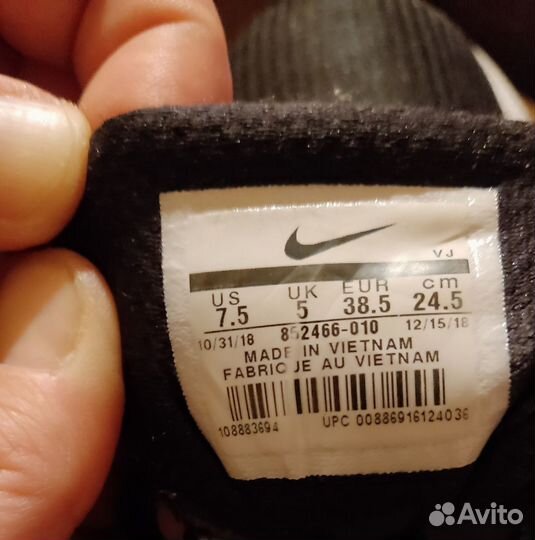 VJ
US UK EUR cm
7.5 5 38.5 24.5
10/31/18 852466-010 12/15/18
MADE IN VIETNAM
FABRIQUE AU VIETNAM
108883694 UPC 00886916124036
Avito